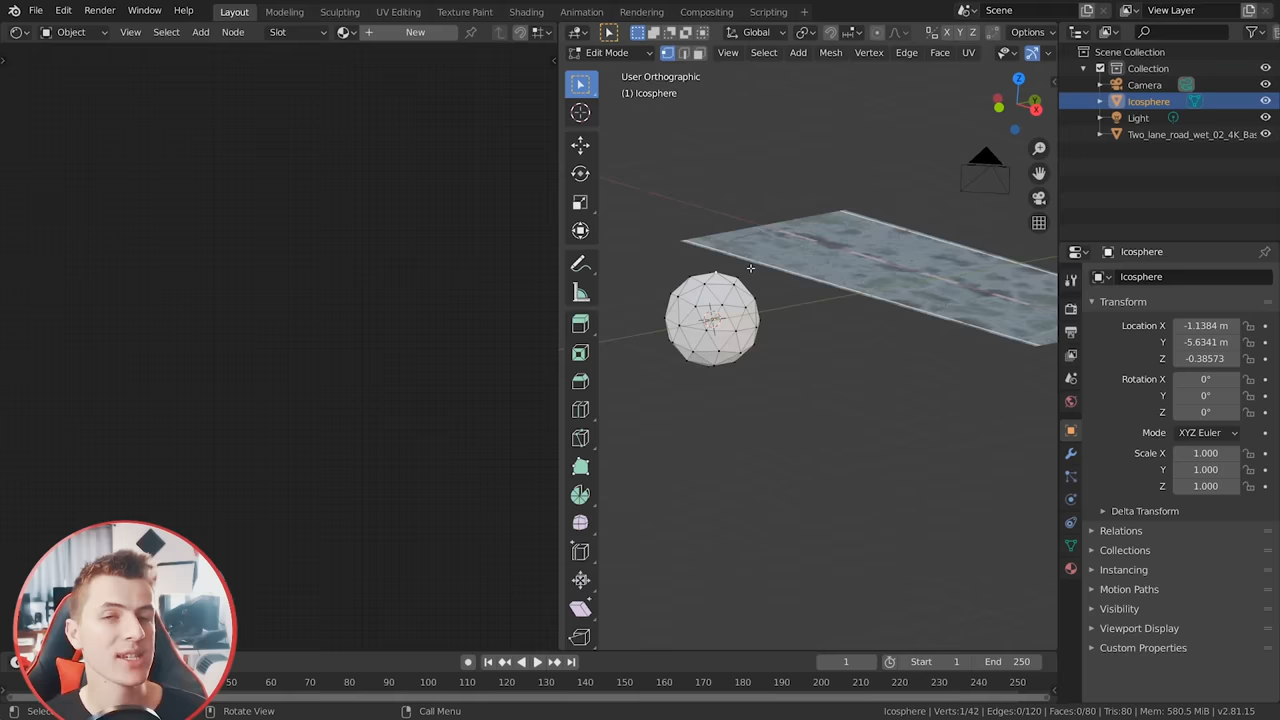 File Edit Render Window Help Layout Modeling Sculpting UV Editing Texture Paint Shading Animation Rendering Compositing Scripting Scene View Layer
Object View Select Add Node Slot New Global Options
Edit Mode View Select Add Mesh Vertex Edge Face UV
Scene Collection
Collection
Camera
Icosphere
Light
Two_lane_road_wet_02_4K_Bas
User Orthographic
(1) Icosphere
Z
Y
X
Icosphere
Icosphere
Transform
Location X -1.1384 m
Y -5.6341 m
Z -0.38573
Rotation X 0°
Y 0°
Z 0°
Mode XYZ Euler
Scale X 1.000
Y 1.000
Z 1.000
Delta Transform
Relations
Collections
Instancing
Motion Paths
Visibility
Viewport Display
Custom Properties
1 Start 1 End 250
50 60 70 80 90 100 110 120 130 140 150 160 170 180 190 200 210 220 230 240 250
Selec Rotate View Call Menu Icosphere | Verts:1/42 | Edges:0/120 | Faces:0/80 | Tris:80 | Mem: 580.5 MiB | v2.81.15